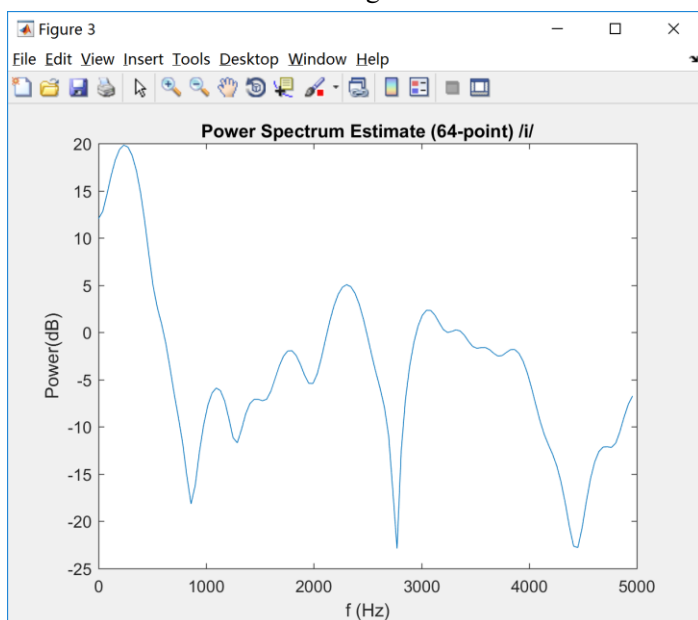 Figure 3
File Edit View Insert Tools Desktop Window Help
Power Spectrum Estimate (64-point) /i/
20
15
10
5
0
-5
-10
-15
-20
-25
Power(dB)
0 1000 2000 3000 4000 5000
f (Hz)